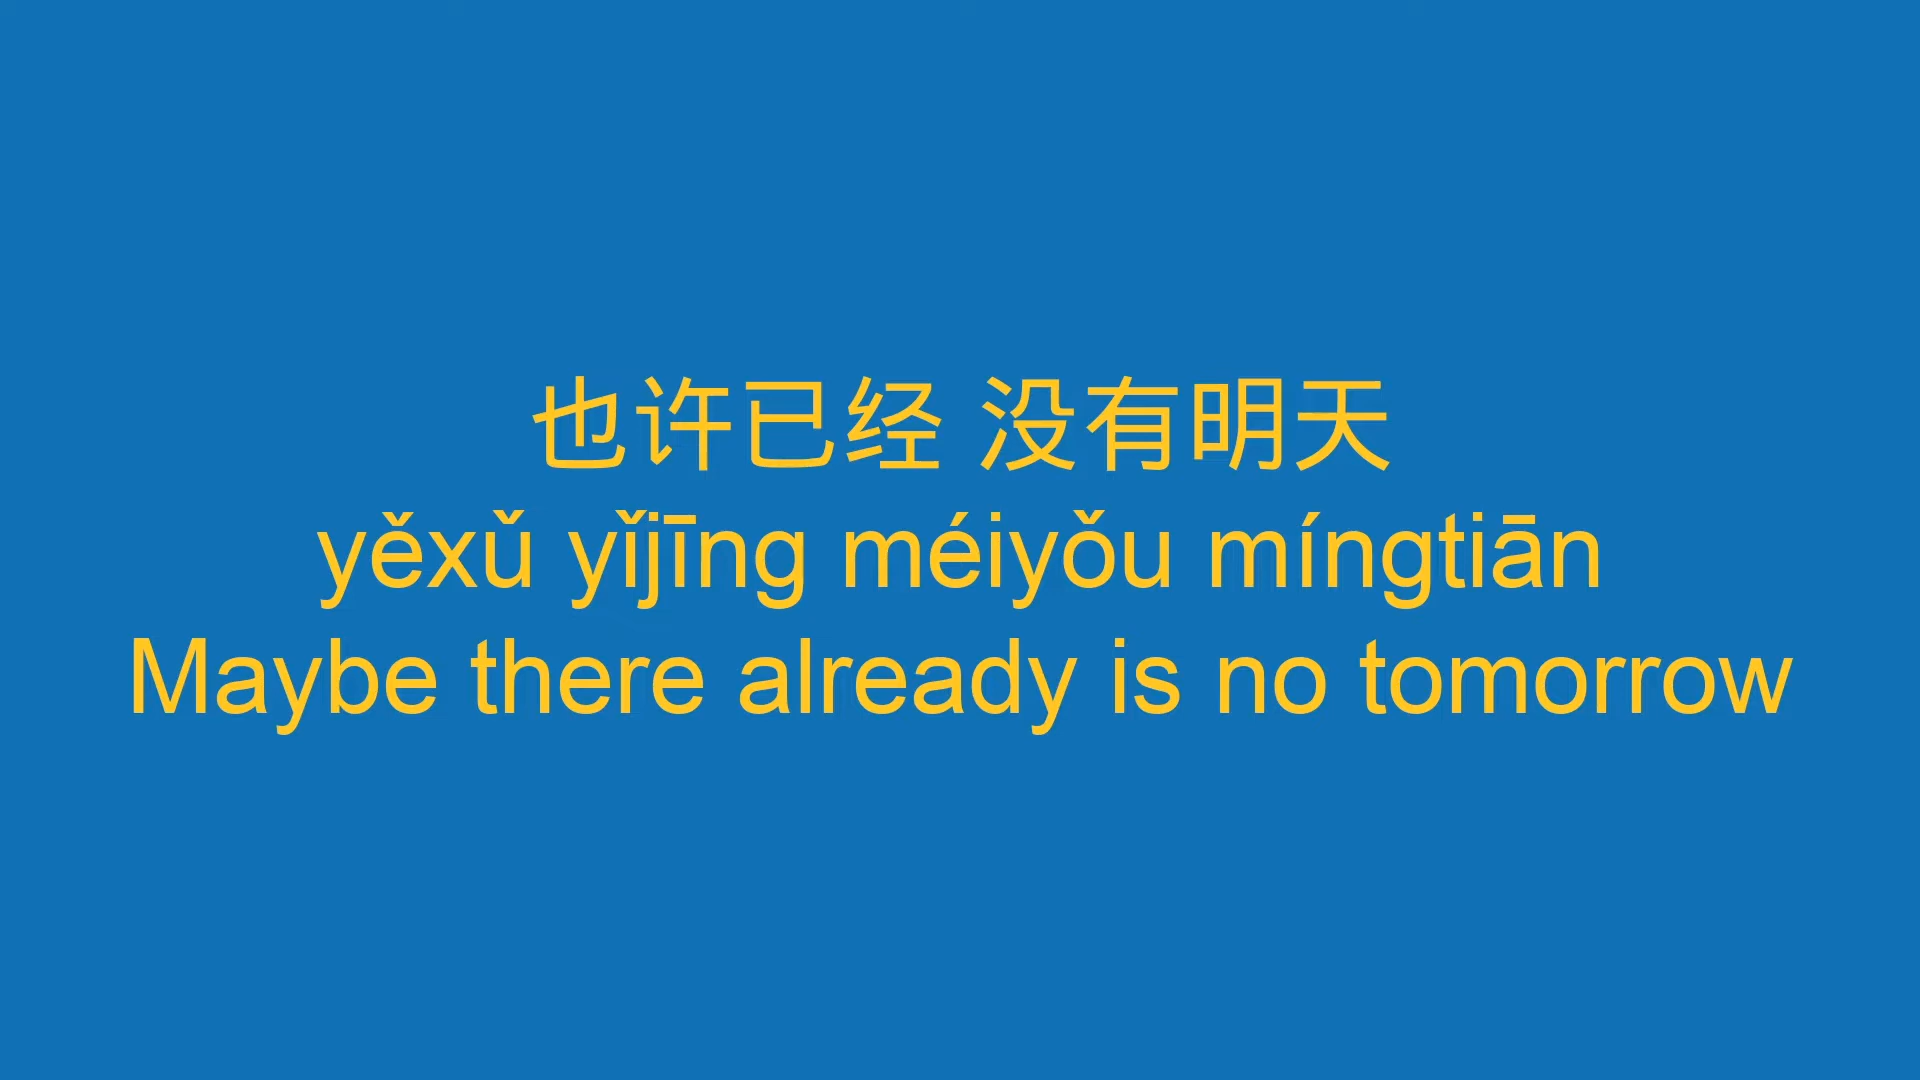 也许已经 没有明天
yěxǔ yǐjīng méiyǒu míngtiān
Maybe there already is no tomorrow